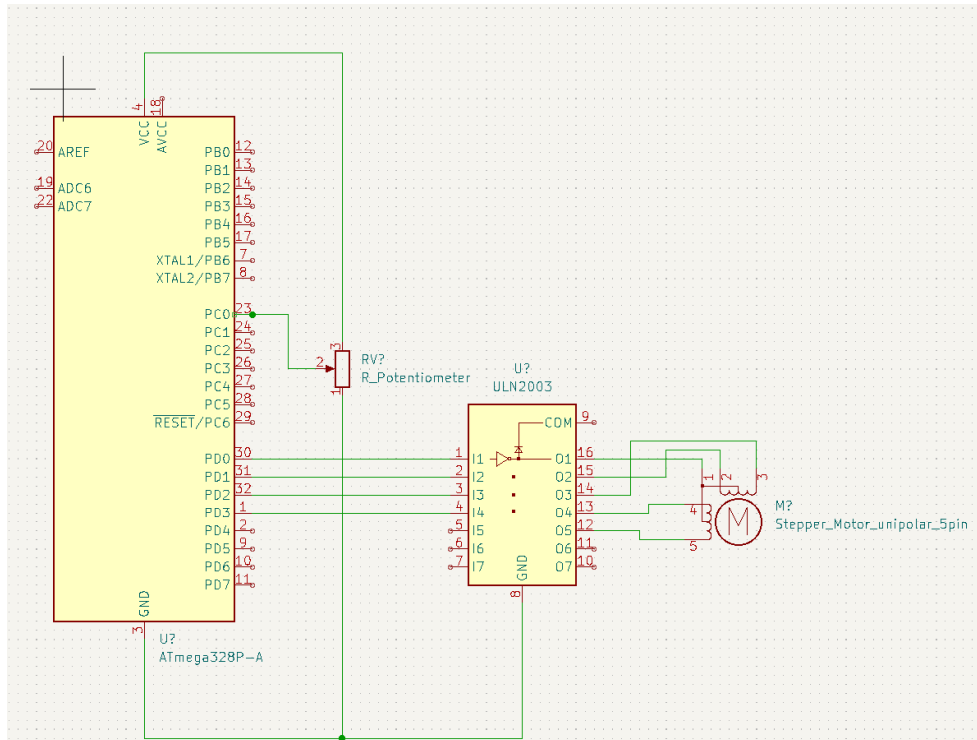 4
VCC
18
AVCC
20 AREF
19 ADC6
22 ADC7
PB0 12
PB1 13
PB2 14
PB3 15
PB4 16
PB5 17
XTAL1/PB6 7
XTAL2/PB7 8
PC0 23
PC1 24
PC2 25
PC3 26
PC4 27
PC5 28
RESET/PC6 29
PD0 30
PD1 31
PD2 32
PD3 1
PD4 2
PD5 9
PD6 10
PD7 11
GND
3
U?
ATmega328P-A
3
2
1
RV?
R_Potentiometer
U?
ULN2003
COM 9
1 I1 O1 16
2 I2 O2 15
3 I3 O3 14
4 I4 O4 13
5 I5 O5 12
6 I6 O6 11
7 I7 O7 10
GND
8
1 2 3
4
5
M
M?
Stepper_Motor_unipolar_5pin